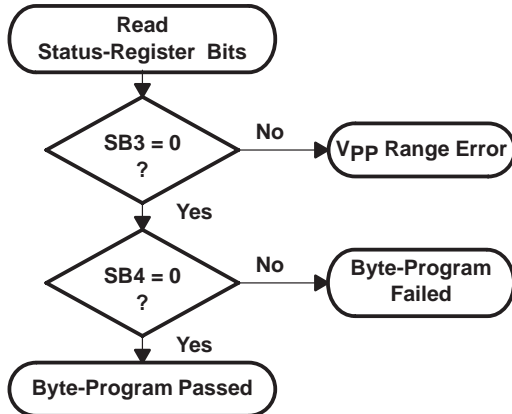 Read
Status-Register Bits
SB3 = 0
?
No
VPP Range Error
Yes
SB4 = 0
?
No
Byte-Program
Failed
Yes
Byte-Program Passed